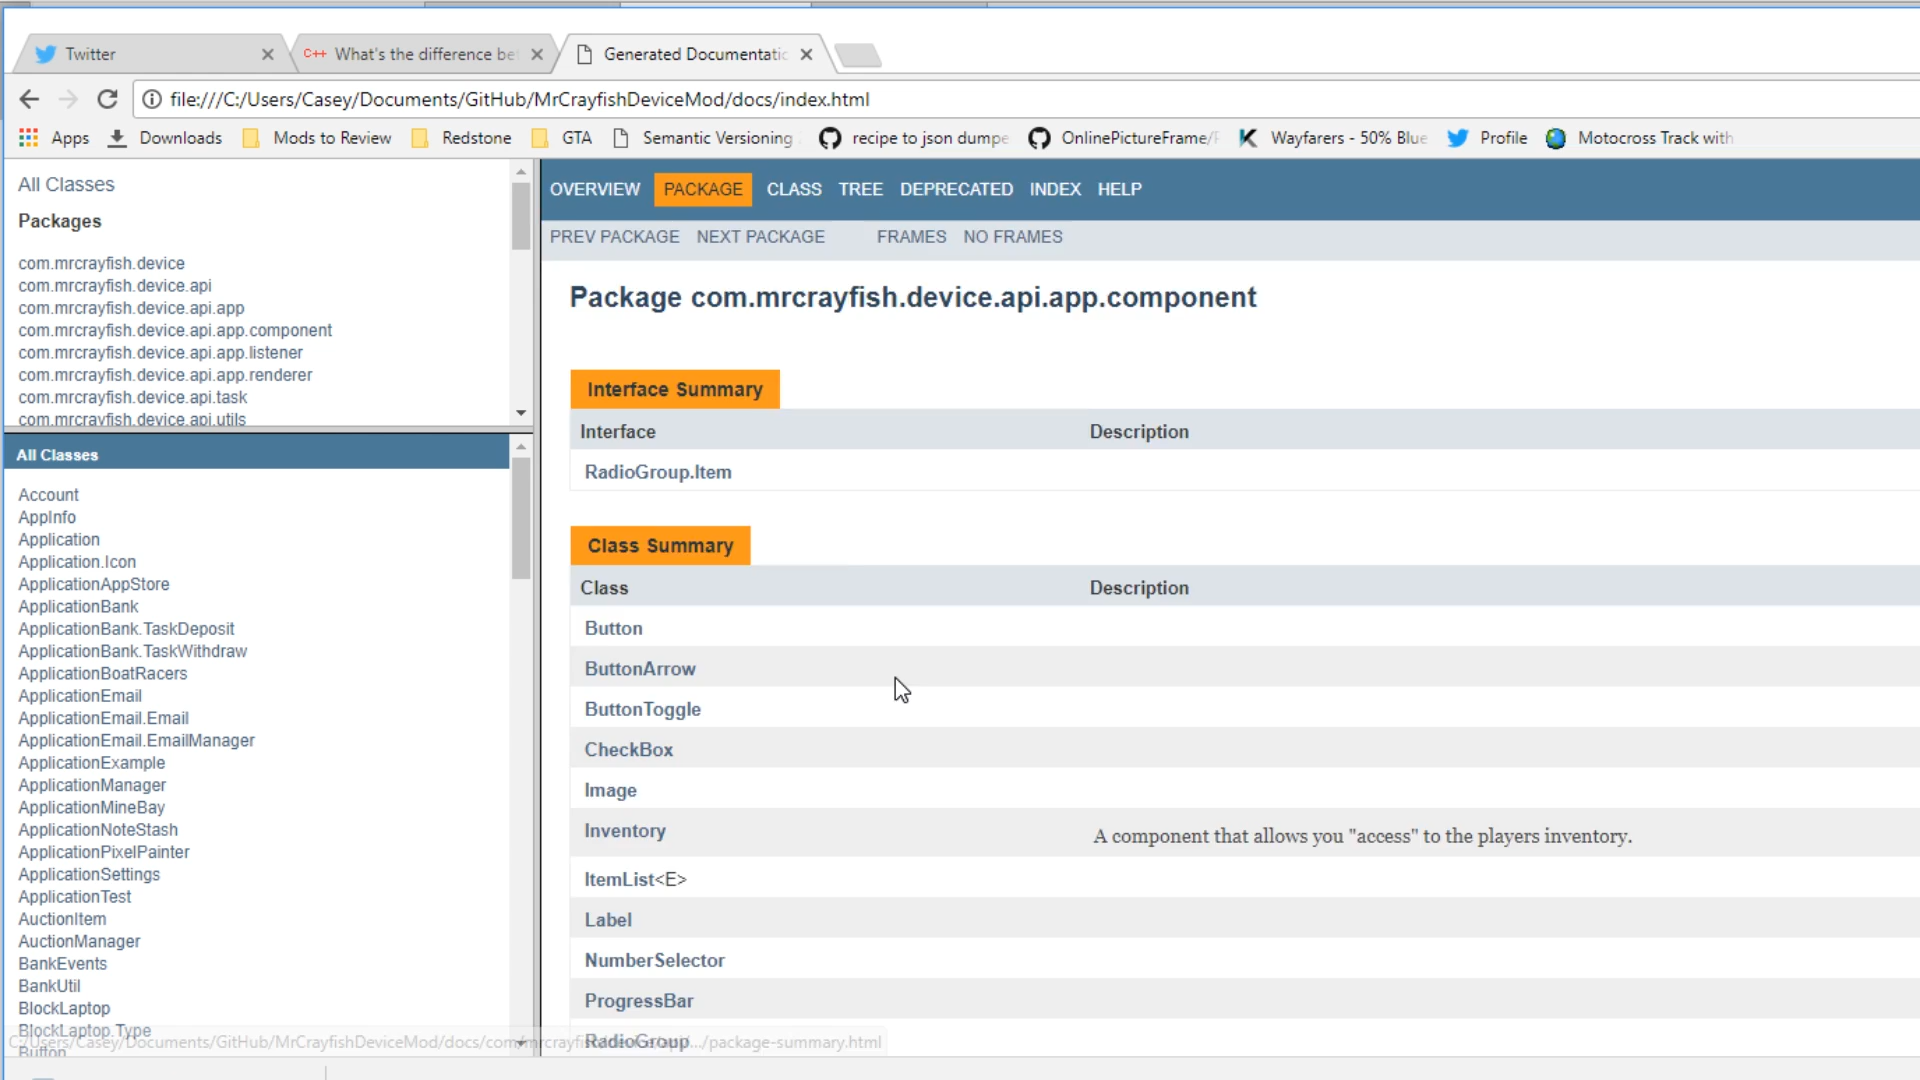 Twitter
C++ What's the difference be
Generated Documentatic
file:///C:/Users/Casey/Documents/GitHub/MrCrayfishDeviceMod/docs/index.html
Apps Downloads Mods to Review Redstone GTA Semantic Versioning recipe to json dumpe OnlinePictureFrame/ Wayfarers - 50% Blue Profile Motocross Track with
All Classes
Packages
com.mrcrayfish.device
com.mrcrayfish.device.api
com.mrcrayfish.device.api.app
com.mrcrayfish.device.api.app.component
com.mrcrayfish.device.api.app.listener
com.mrcrayfish.device.api.app.renderer
com.mrcrayfish.device.api.task
com.mrcrayfish.device.api.utils
All Classes
Account
AppInfo
Application
Application.Icon
ApplicationAppStore
ApplicationBank
ApplicationBank.TaskDeposit
ApplicationBank.TaskWithdraw
ApplicationBoatRacers
ApplicationEmail
ApplicationEmail.Email
ApplicationEmail.EmailManager
ApplicationExample
ApplicationManager
ApplicationMineBay
ApplicationNoteStash
ApplicationPixelPainter
ApplicationSettings
ApplicationTest
AuctionItem
AuctionManager
BankEvents
BankUtil
BlockLaptop
BlockLaptop.Type
Button
OVERVIEW PACKAGE CLASS TREE DEPRECATED INDEX HELP
PREV PACKAGE NEXT PACKAGE FRAMES NO FRAMES
Package com.mrcrayfish.device.api.app.component
Interface Summary
Interface Description
RadioGroup.Item
Class Summary
Class Description
Button
ButtonArrow
ButtonToggle
CheckBox
Image
Inventory A component that allows you "access" to the players inventory.
ItemList<E>
Label
NumberSelector
ProgressBar
RadioGroup